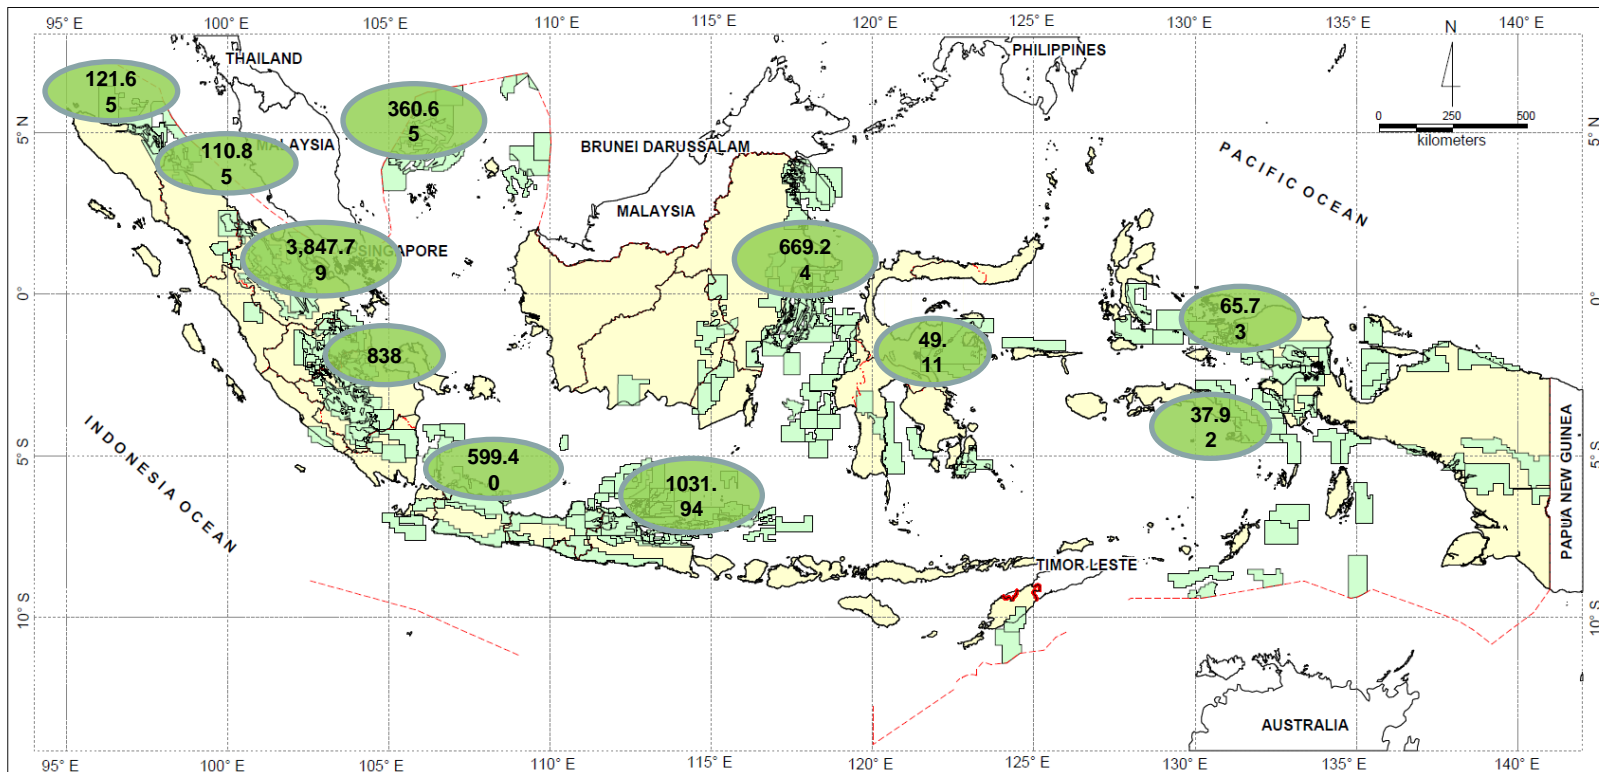 95° E 100° E 105° E 110° E 115° E 120° E 125° E 130° E 135° E 140° E
THAILAND
PHILIPPINES
N
121.6
5
360.6
5
0 250 500
kilometers
5° N
5° N
110.8
5
MALAYSIA
BRUNEI DARUSSALAM
PACIFIC OCEAN
MALAYSIA
3,847.7
9
SINGAPORE
669.2
4
0°
0°
65.7
3
838
49.
11
37.9
2
INDONESIA OCEAN
5° S
5° S
599.4
0
1031.
94
PAPUA NEW GUINEA
TIMOR LESTE
10° S
10° S
AUSTRALIA
95° E 100° E 105° E 110° E 115° E 120° E 125° E 130° E 135° E 140° E